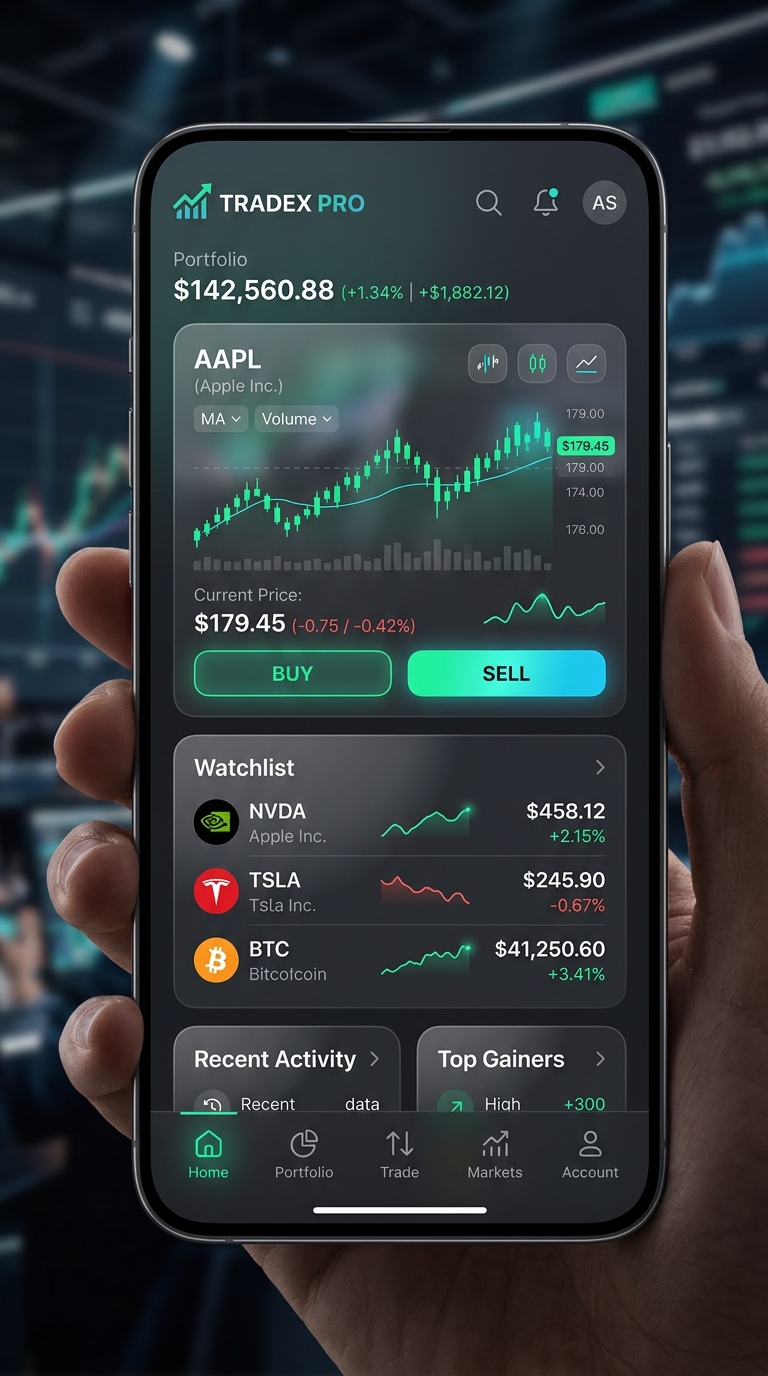 TRADEX PRO
AS
Portfolio
$142,560.88 (+1.34% | +$1,882.12)
AAPL
(Apple Inc.)
MA
Volume
179.00
$179.45
179.00
174.00
176.00
Current Price:
$179.45 (-0.75 / -0.42%)
BUY
SELL
Watchlist
NVDA
$458.12
Apple Inc.
+2.15%
TSLA
$245.90
Tsla Inc.
-0.67%
BTC
$41,250.60
Bitcofcoin
+3.41%
Recent Activity
Top Gainers
Recent data
High +300
Home
Portfolio
Trade
Markets
Account